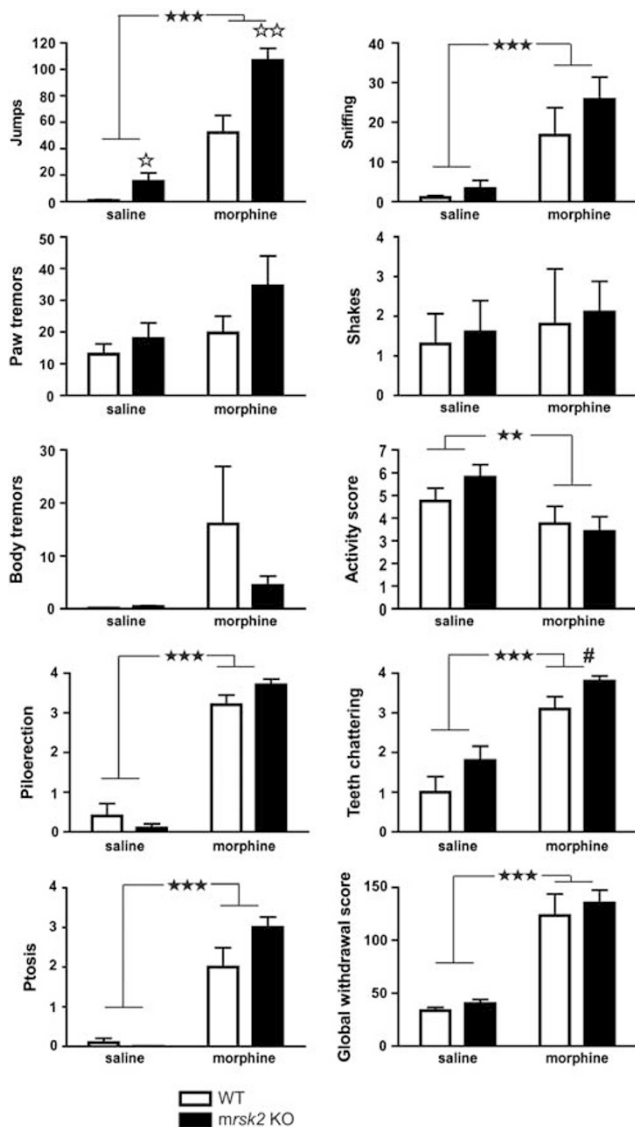 Jumps
120
100
80
60
40
20
0
★★★
☆
☆☆
saline morphine
Sniffing
40
30
20
10
0
★★★
saline morphine
Paw tremors
50
40
30
20
10
0
saline morphine
Shakes
4
3
2
1
0
saline morphine
Body tremors
30
20
10
0
saline morphine
Activity score
7
6
5
4
3
2
1
0
★★
saline morphine
Piloerection
4
3
2
1
0
★★★
saline morphine
Teeth chattering
4
3
2
1
0
★★★
#
saline morphine
Ptosis
4
3
2
1
0
★★★
saline morphine
Global withdrawal score
150
100
50
0
★★★
saline morphine
WT
mrsk2 KO